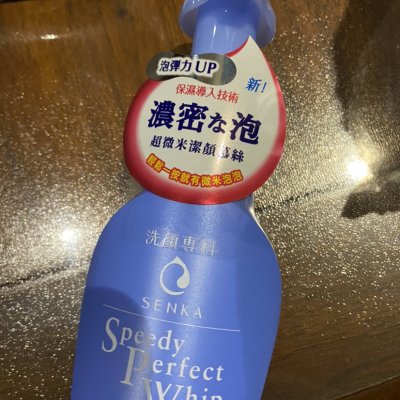 泡彈力 UP
新!
保濕導入技術
濃密な泡
超微米潔顏慕絲
輕輕一按就有微米泡泡
洗顔専科
SENKA
Speedy
Perfect
Whip